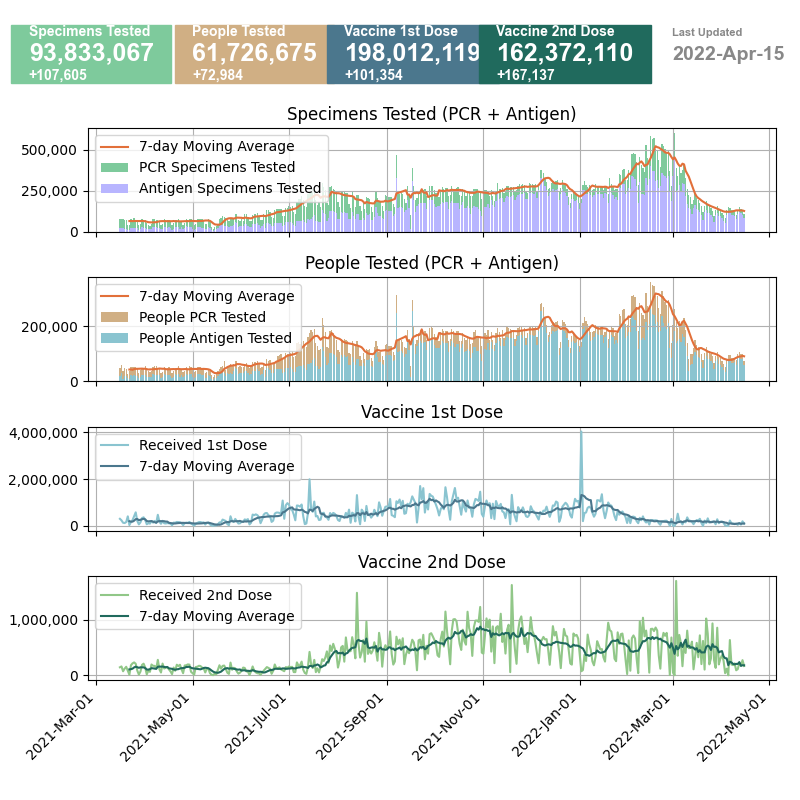 Specimens Tested
93,833,067
+107,605
People Tested
61,726,675
+72,984
Vaccine 1st Dose
198,012,119
+101,354
Vaccine 2nd Dose
162,372,110
+167,137
Last Updated
2022-Apr-15
Specimens Tested (PCR + Antigen)
7-day Moving Average
PCR Specimens Tested
Antigen Specimens Tested
500,000
250,000
0
People Tested (PCR + Antigen)
7-day Moving Average
People PCR Tested
People Antigen Tested
200,000
0
Vaccine 1st Dose
Received 1st Dose
7-day Moving Average
4,000,000
2,000,000
0
Vaccine 2nd Dose
Received 2nd Dose
7-day Moving Average
1,000,000
0
2021-Mar-01
2021-May-01
2021-Jul-01
2021-Sep-01
2021-Nov-01
2022-Jan-01
2022-Mar-01
2022-May-01